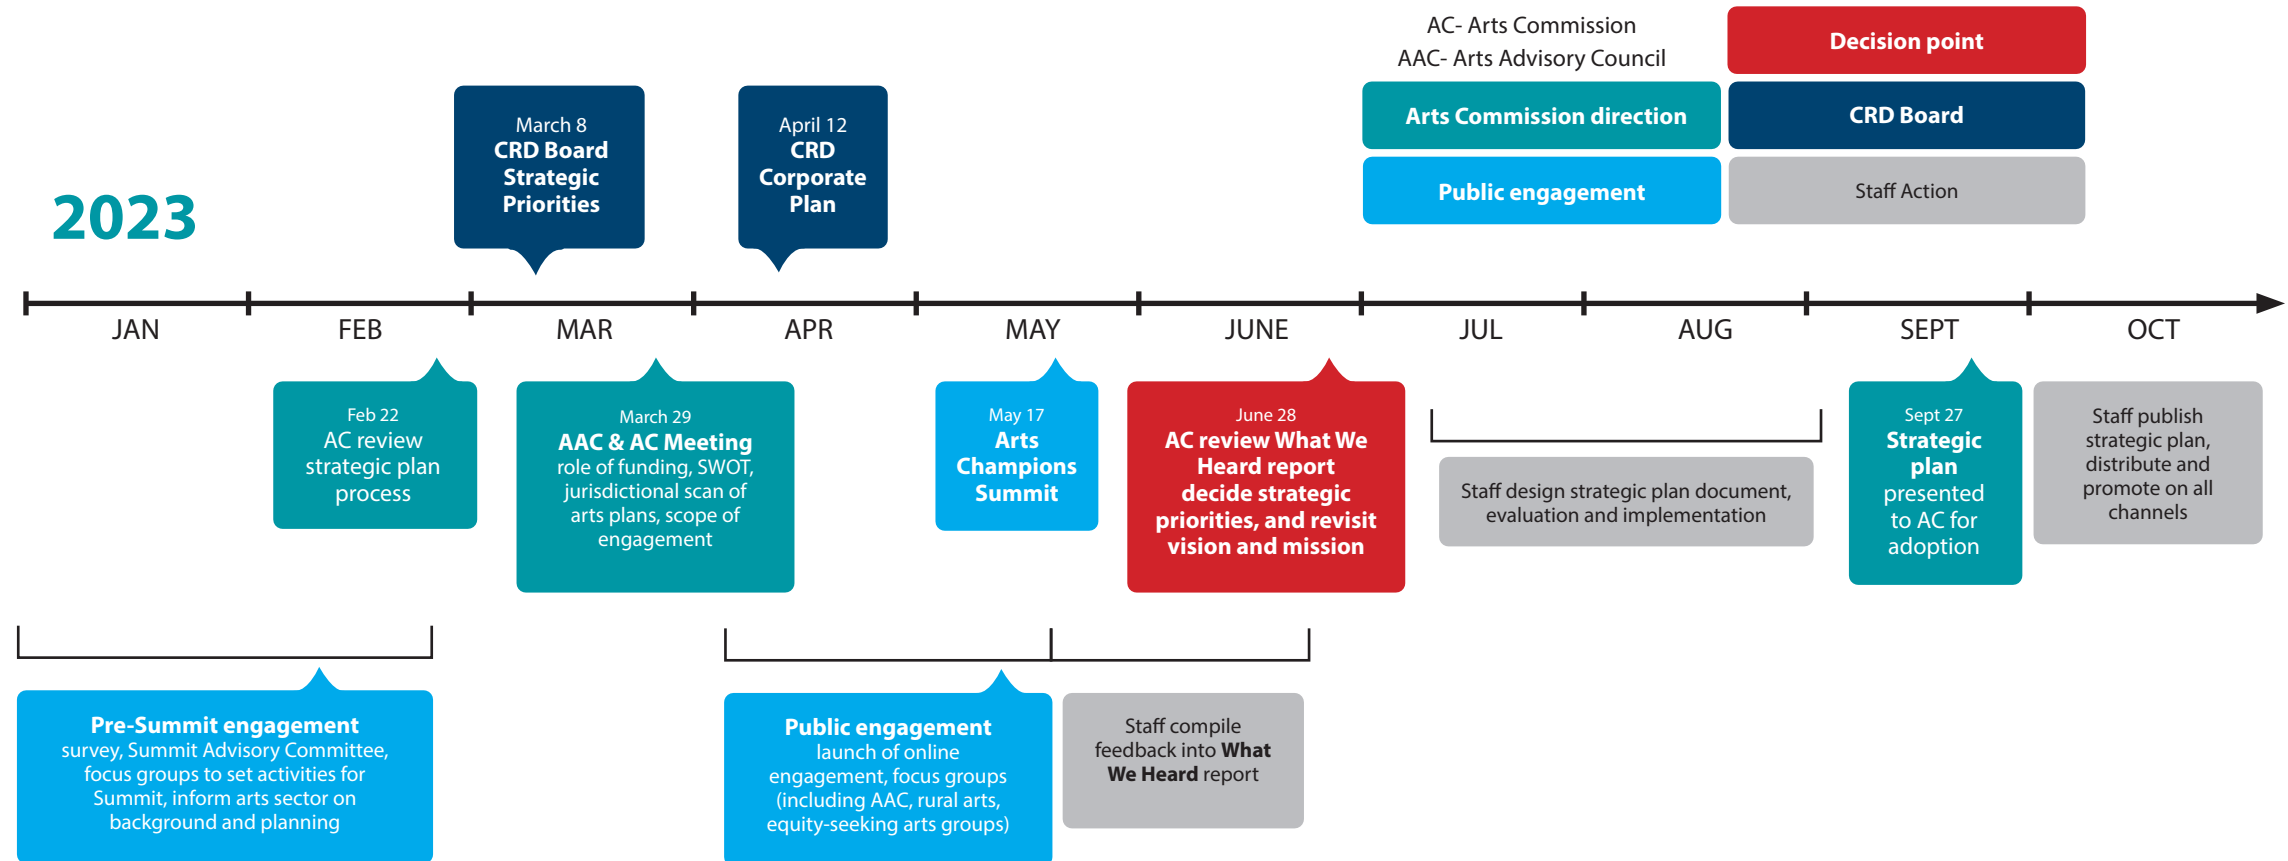 AC- Arts Commission
AAC- Arts Advisory Council
Decision point
Arts Commission direction
CRD Board
Public engagement
Staff Action
2023
March 8
CRD Board
Strategic
Priorities
April 12
CRD
Corporate
Plan
JAN
FEB
MAR
APR
MAY
JUNE
JUL
AUG
SEPT
OCT
Feb 22
AC review
strategic plan
process
March 29
AAC & AC Meeting
role of funding, SWOT,
jurisdictional scan of
arts plans, scope of
engagement
May 17
Arts
Champions
Summit
June 28
AC review What We
Heard report
decide strategic
priorities, and revisit
vision and mission
Staff design strategic plan document,
evaluation and implementation
Sept 27
Strategic
plan
presented
to AC for
adoption
Staff publish
strategic plan,
distribute and
promote on all
channels
Pre-Summit engagement
survey, Summit Advisory Committee,
focus groups to set activities for
Summit, inform arts sector on
background and planning
Public engagement
launch of online
engagement, focus groups
(including AAC, rural arts,
equity-seeking arts groups)
Staff compile
feedback into What
We Heard report